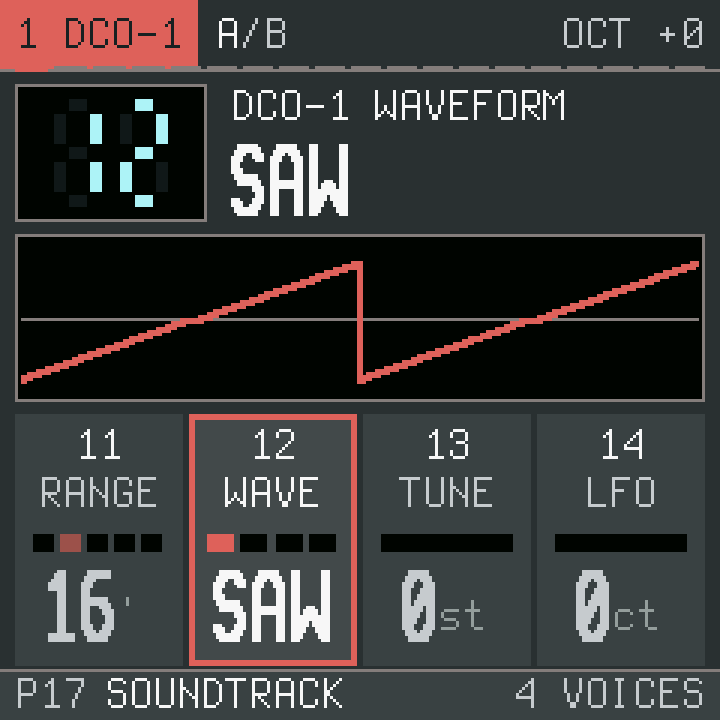 1 DCO-1 A/B OCT +0
12 DCO-1 WAVEFORM
SAW
11 12 13 14
RANGE WAVE TUNE LFO
16' SAW 0st 0ct
P17 SOUNDTRACK 4 VOICES